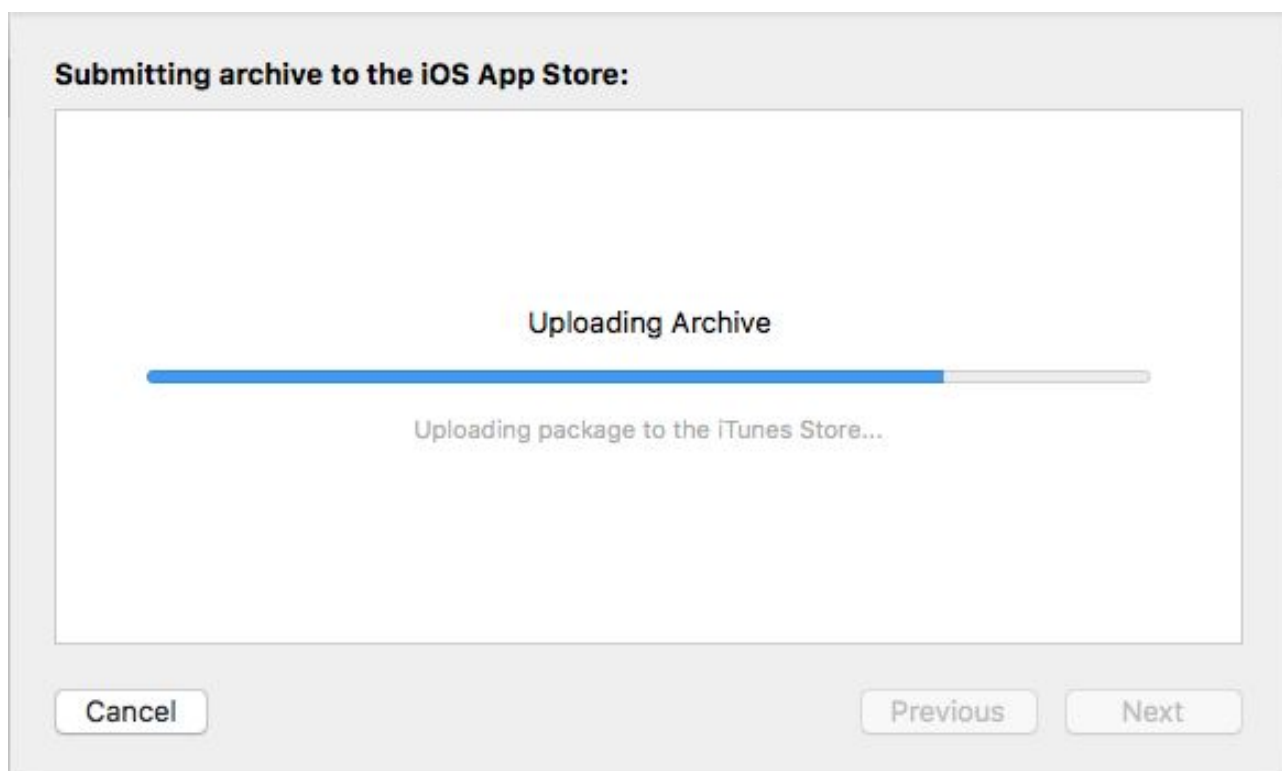 Submitting archive to the iOS App Store:
Uploading Archive
Uploading package to the iTunes Store...
Cancel
Previous
Next